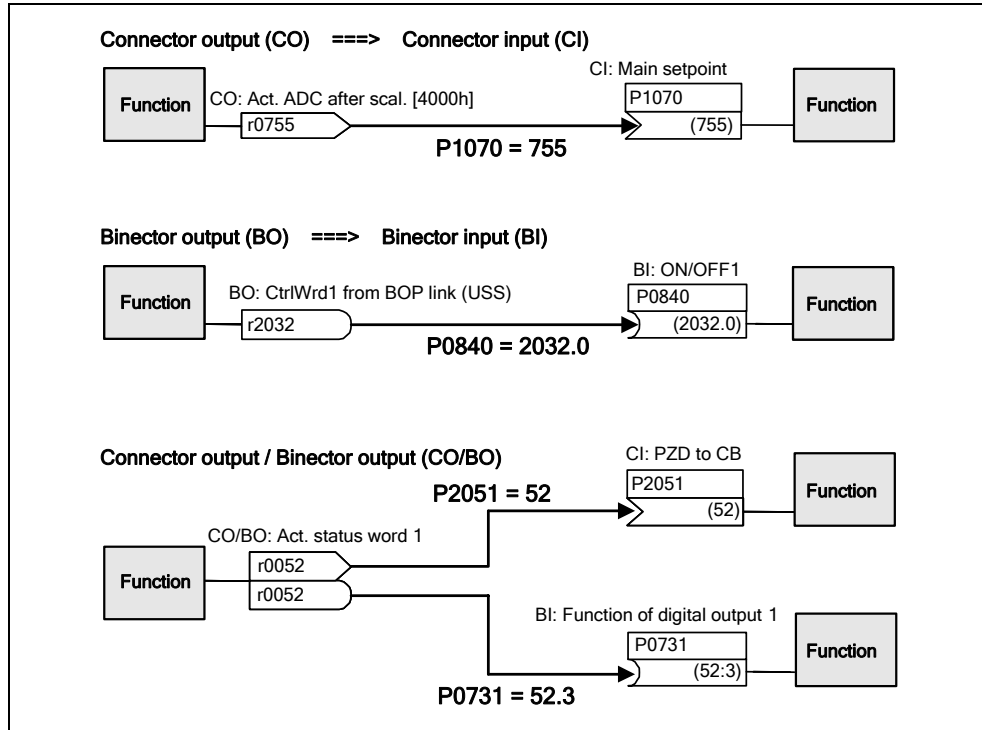 Connector output (CO) ===> Connector input (CI)
CI: Main setpoint
Function
CO: Act. ADC after scal. [4000h]
r0755
P1070
(755)
Function
P1070 = 755
Binector output (BO) ===> Binector input (BI)
BI: ON/OFF1
Function
BO: CtrlWrd1 from BOP link (USS)
r2032
P0840
(2032.0)
Function
P0840 = 2032.0
Connector output / Binector output (CO/BO)
CI: PZD to CB
P2051 = 52
P2051
(52)
Function
CO/BO: Act. status word 1
Function
r0052
r0052
BI: Function of digital output 1
P0731
(52:3)
Function
P0731 = 52.3